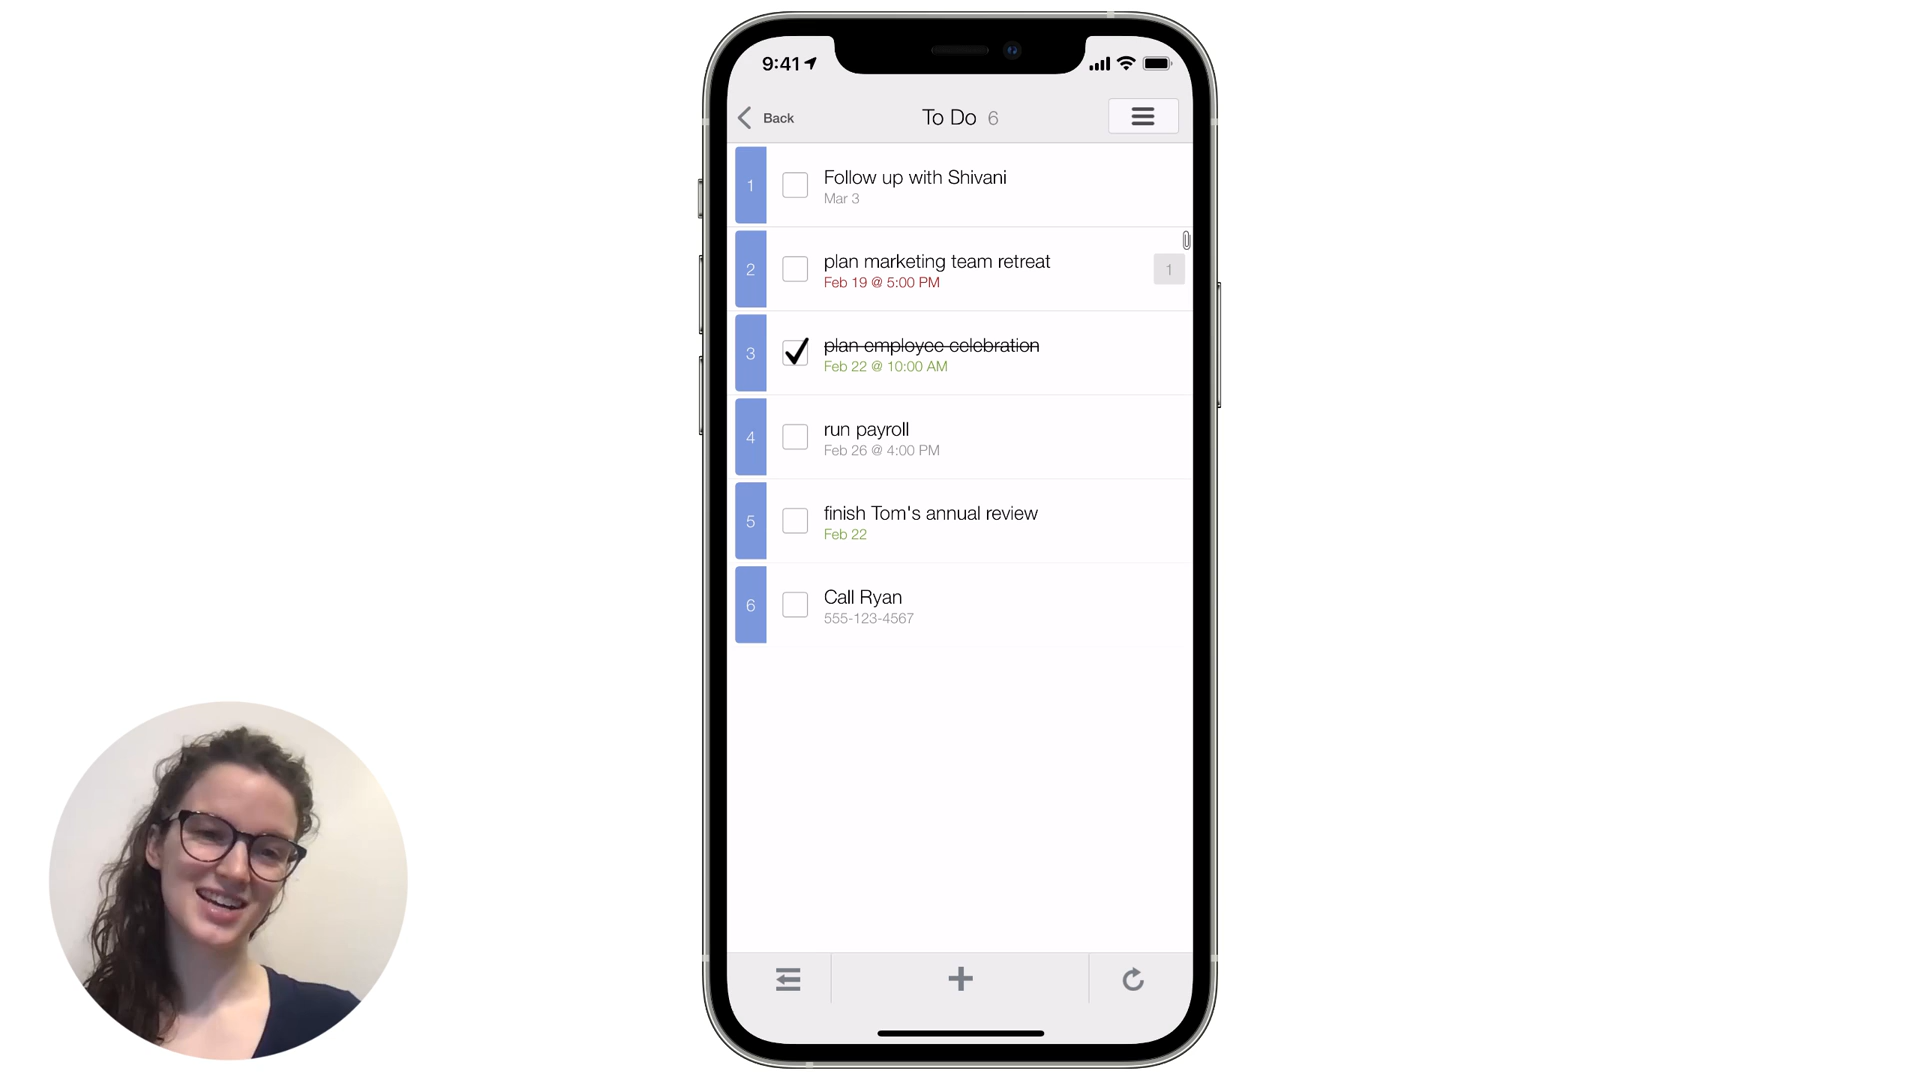 9:41
Back
To Do 6
1
Follow up with Shivani
Mar 3
2
plan marketing team retreat
Feb 19 @ 5:00 PM
1
3
plan employee celebration
Feb 22 @ 10:00 AM
4
run payroll
Feb 26 @ 4:00 PM
5
finish Tom's annual review
Feb 22
6
Call Ryan
555-123-4567